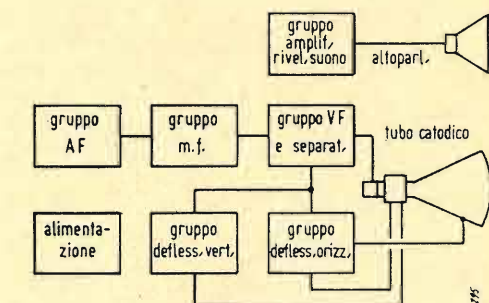 gruppo
amplif,
rivel, suono
altoparl,
gruppo
AF
gruppo
m.f.
gruppo VF
e separat,
tubo catodico
alimenta-
zione
gruppo
defless, vert,
gruppo
defless, orizz,